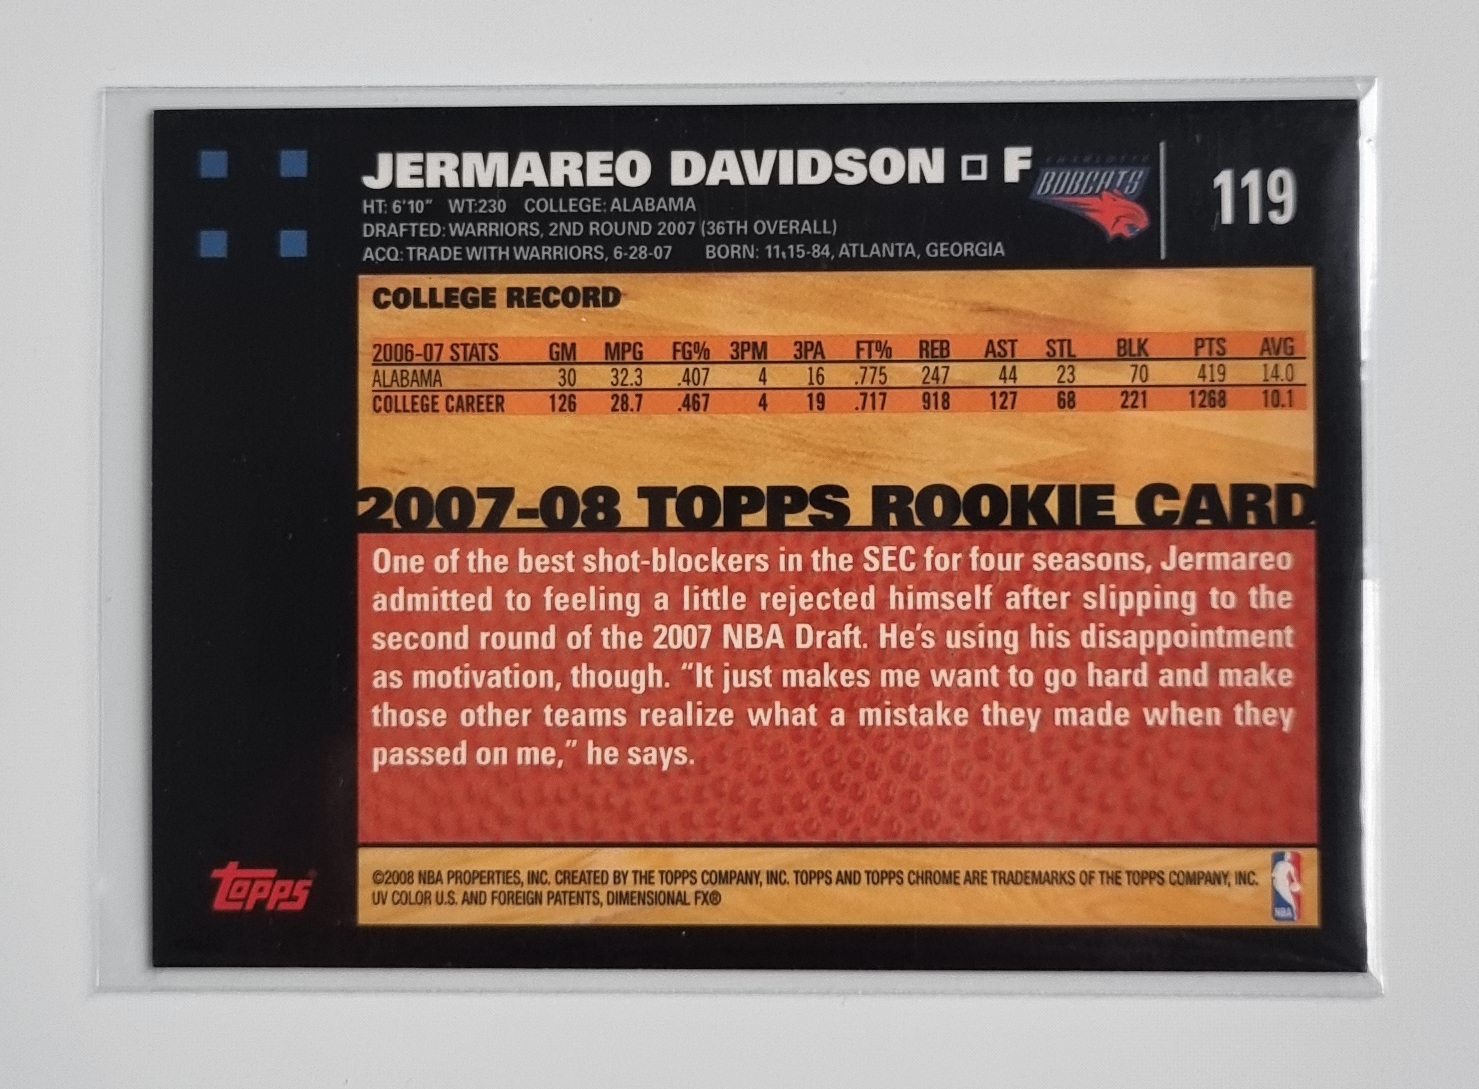 JERMAREO DAVIDSON □ F
CHARLOTTE
BOBCATS
119
HT: 6'10" WT:230 COLLEGE: ALABAMA
DRAFTED: WARRIORS, 2ND ROUND 2007 (36TH OVERALL)
ACQ: TRADE WITH WARRIORS, 6-28-07 BORN: 11-15-84, ATLANTA, GEORGIA
COLLEGE RECORD
2006-07 STATS GM MPG FG% 3PM 3PA FT% REB AST STL BLK PTS AVG
ALABAMA 30 32.3 .407 4 16 .775 247 44 23 70 419 14.0
COLLEGE CAREER 126 28.7 .467 4 19 .717 918 127 68 221 1268 10.1
2007-08 TOPPS ROOKIE CARD
One of the best shot-blockers in the SEC for four seasons, Jermareo
admitted to feeling a little rejected himself after slipping to the
second round of the 2007 NBA Draft. He's using his disappointment
as motivation, though. “It just makes me want to go hard and make
those other teams realize what a mistake they made when they
passed on me,” he says.
©2008 NBA PROPERTIES, INC. CREATED BY THE TOPPS COMPANY, INC. TOPPS AND TOPPS CHROME ARE TRADEMARKS OF THE TOPPS COMPANY, INC.
UV COLOR U.S. AND FOREIGN PATENTS, DIMENSIONAL FX®
TOPPS®
NBA